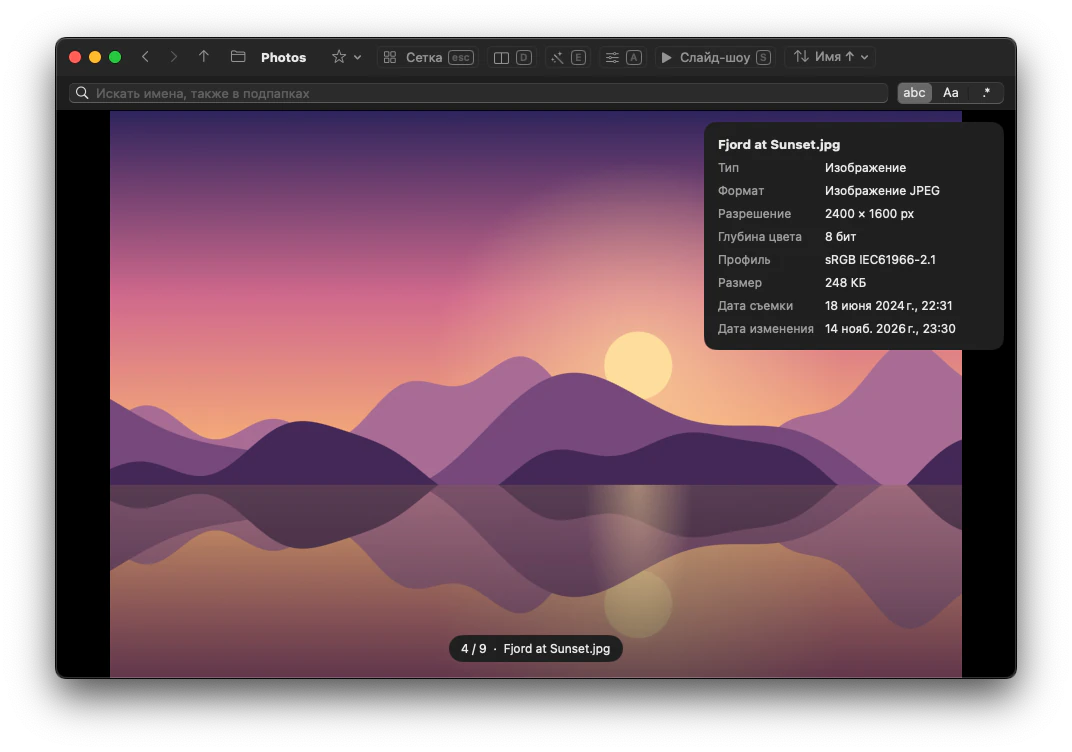 Photos
Сетка esc
D
E
A
Слайд-шоу S
Имя
Искать имена, также в подпапках
abc Aa .*
Fjord at Sunset.jpg
Тип Изображение
Формат Изображение JPEG
Разрешение 2400 × 1600 px
Глубина цвета 8 бит
Профиль sRGB IEC61966-2.1
Размер 248 КБ
Дата съемки 18 июня 2024 г., 22:31
Дата изменения 14 нояб. 2026 г., 23:30
4 / 9 · Fjord at Sunset.jpg